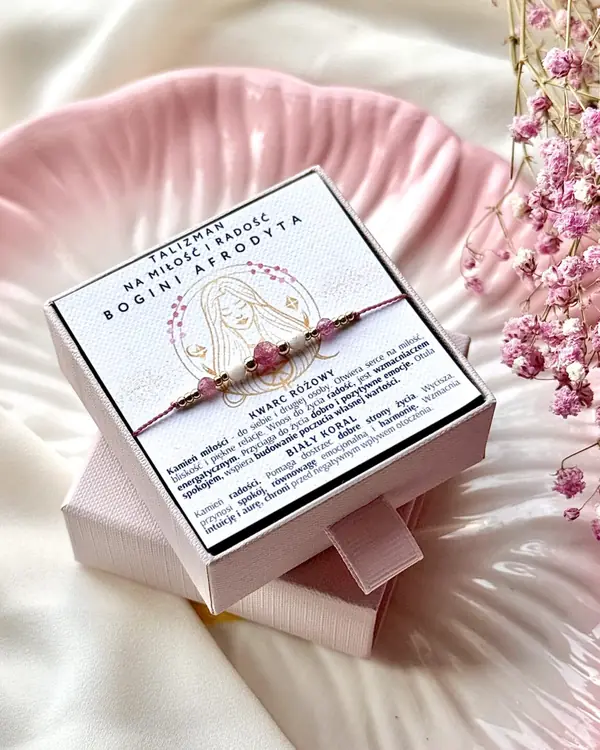 TALIZMAN
NA MIŁOŚĆ I RADOŚĆ
BOGINI AFRODYTA
KWARC RÓŻOWY
Kamień miłości - do siebie i drugiej osoby. Otwiera serce na miłość,
bliskość i piękne relacje. Wnosi do życia radość, jest wzmacniaczem
energetycznym. Przyciąga do życia dobro i pozytywne emocje. Otula
spokojem, wspiera budowanie poczucia własnej wartości.
BIAŁY KORAL
Kamień radości. Pomaga dostrzec dobre strony życia. Wycisza,
przynosi spokój, równowagę emocjonalną i harmonię. Wzmacnia
intuicję i aurę, chroni przed negatywnym wpływem otoczenia.